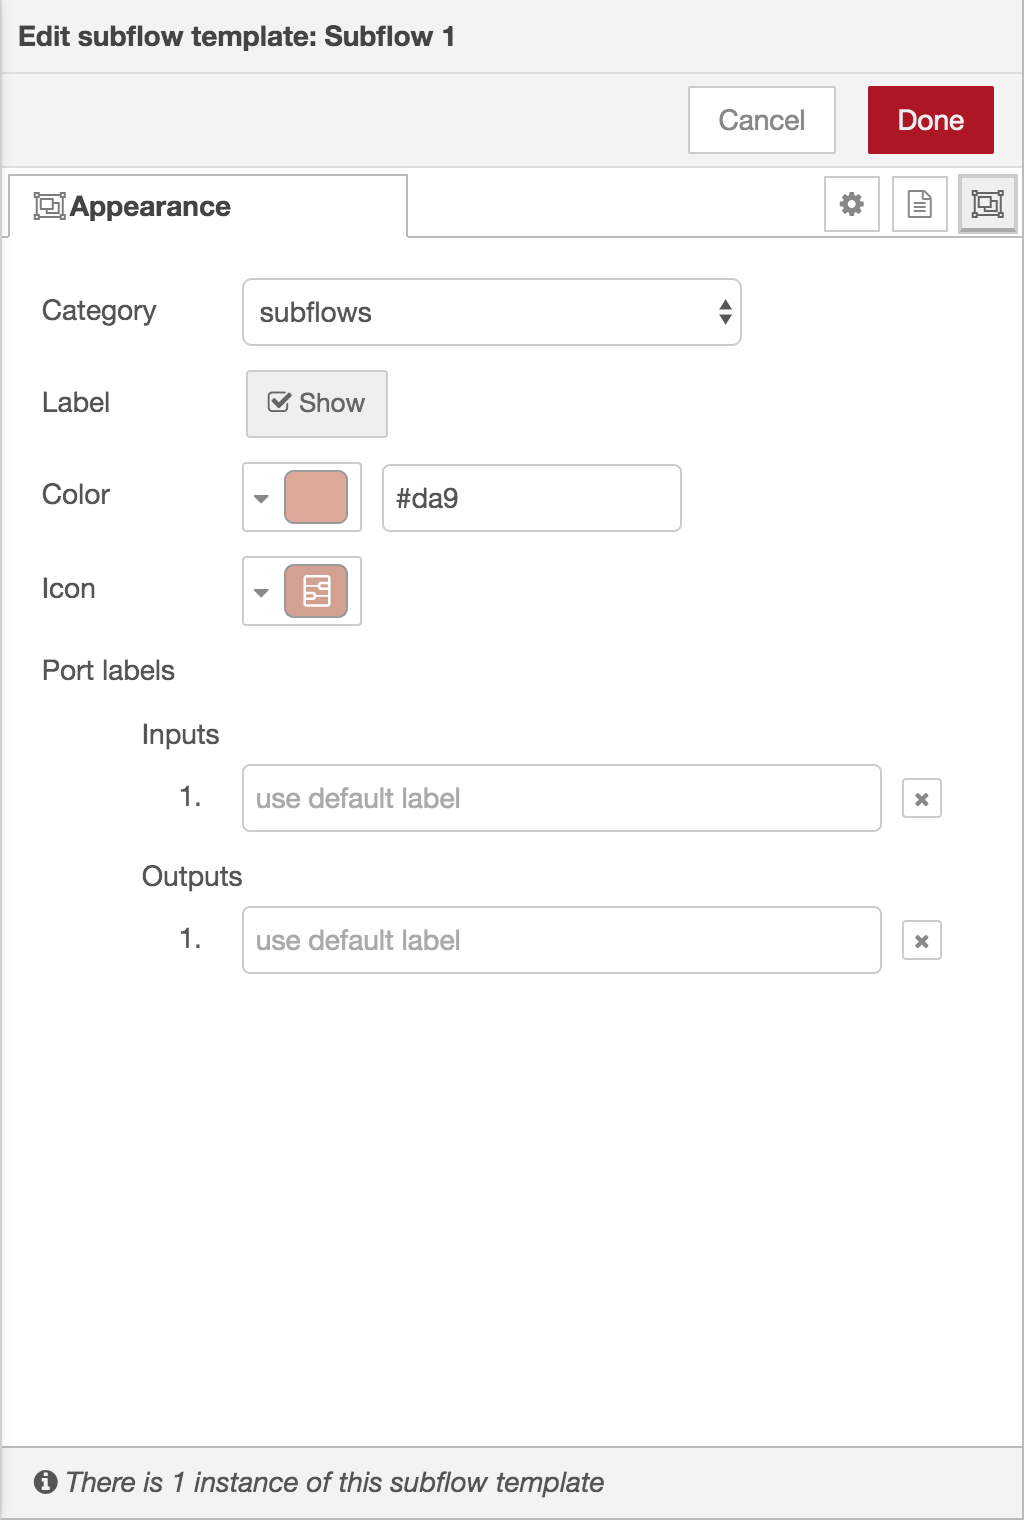 Edit subflow template: Subflow 1
Cancel
Done
Appearance
Category
subflows
Label
Show
Color
#da9
Icon
Port labels
Inputs
1.
use default label
Outputs
1.
use default label
There is 1 instance of this subflow template